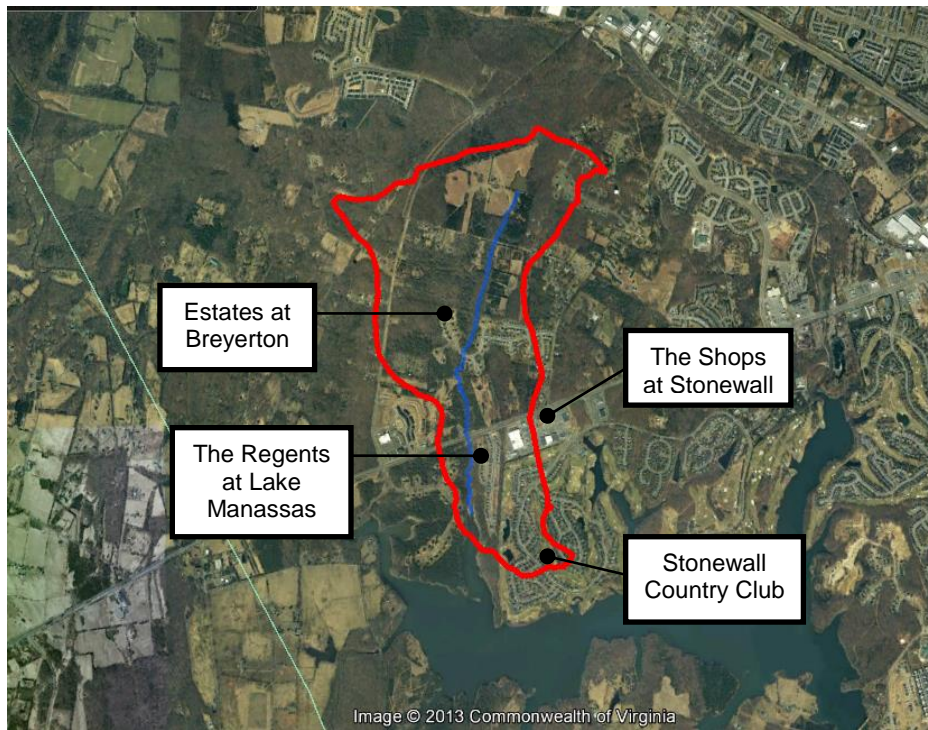 Estates at
Breyerton
The Shops
at Stonewall
The Regents
at Lake
Manassas
Stonewall
Country Club
Image © 2013 Commonwealth of Virginia